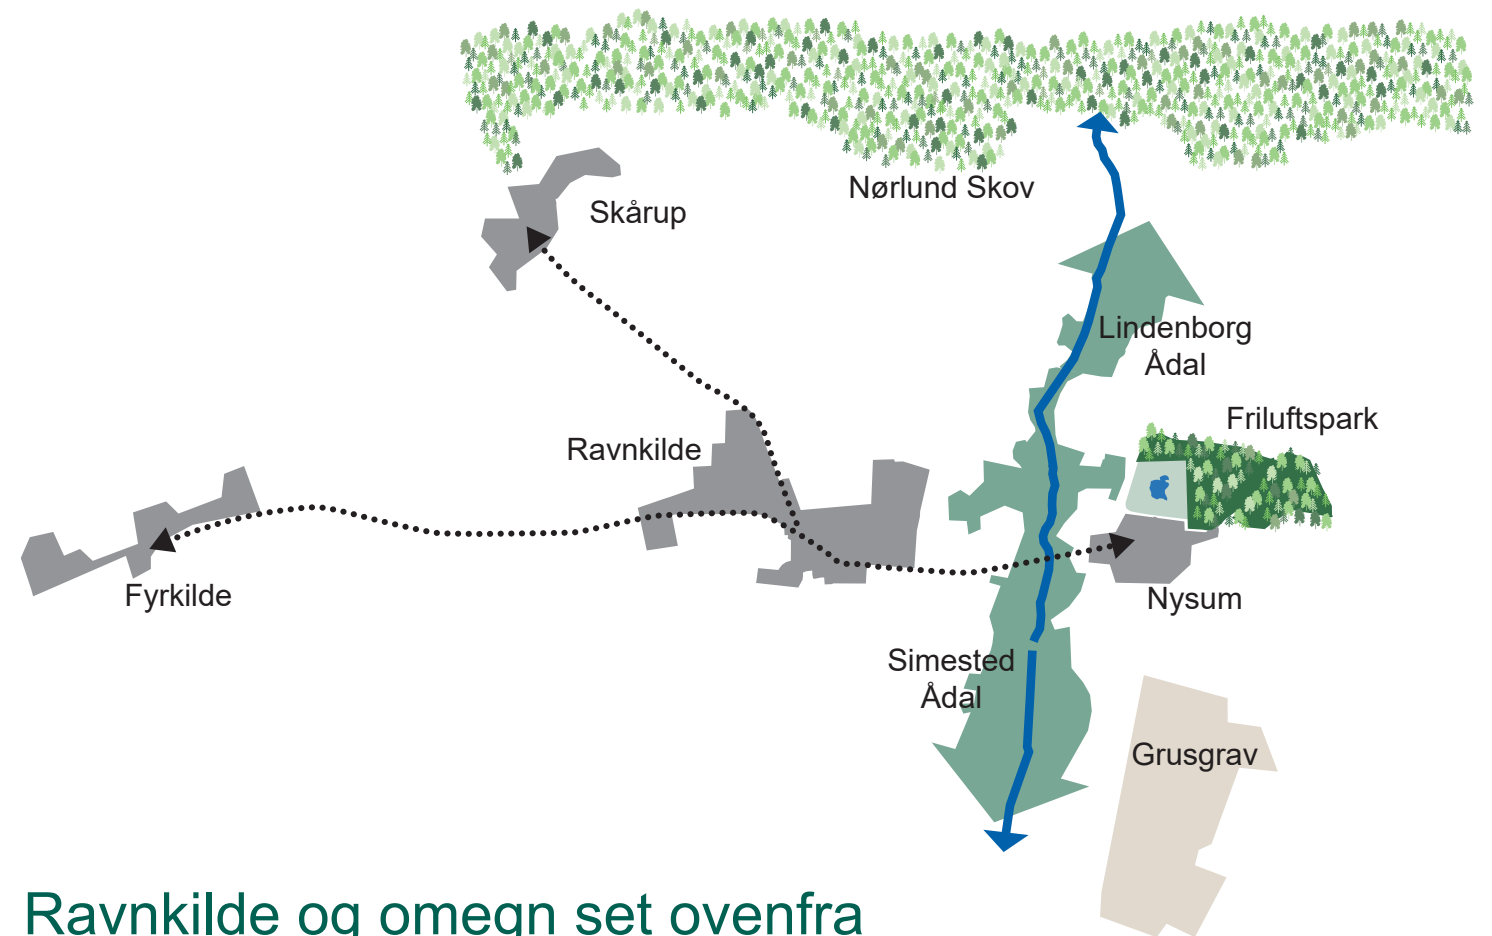 Nørlund Skov
Skårup
Lindenborg
Ådal
Friluftspark
Ravnkilde
Fyrkilde
Nysum
Simested
Ådal
Grusgrav
Ravnkilde og omegn set ovenfra